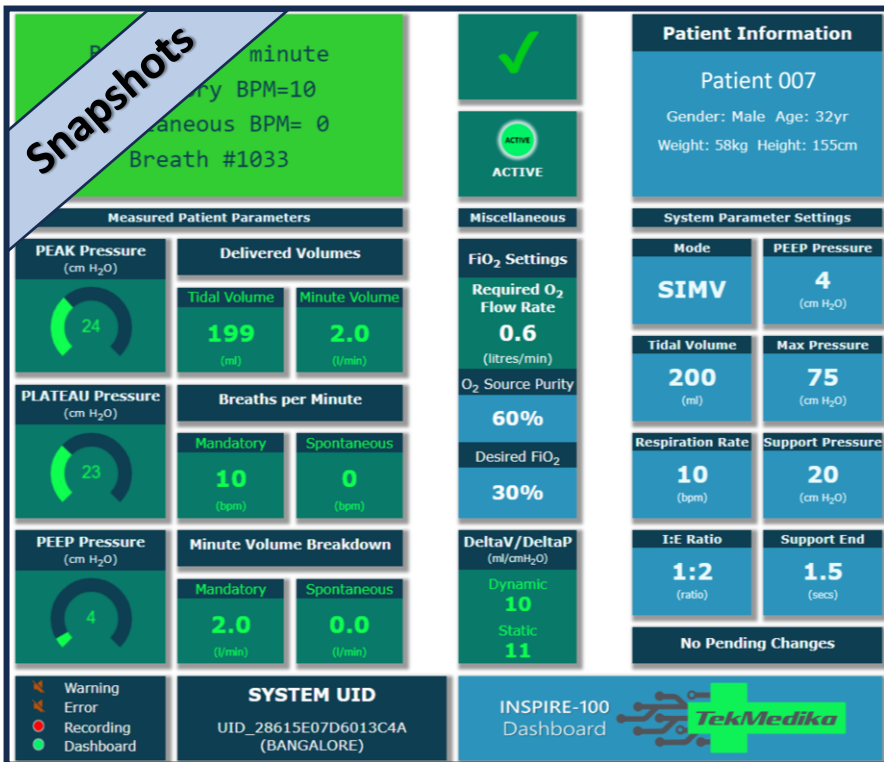 Snapshots
minute
BPM=10
BPM= 0
Breath #1033
ACTIVE
ACTIVE
Patient Information
Patient 007
Gender: Male Age: 32yr
Weight: 58kg Height: 155cm
Measured Patient Parameters
Miscellaneous
System Parameter Settings
PEAK Pressure
(cm H₂O)
24
Delivered Volumes
Tidal Volume
199
(ml)
Minute Volume
2.0
(l/min)
PLATEAU Pressure
(cm H₂O)
23
Breaths per Minute
Mandatory
10
(bpm)
Spontaneous
0
(bpm)
PEEP Pressure
(cm H₂O)
4
Minute Volume Breakdown
Mandatory
2.0
(l/min)
Spontaneous
0.0
(l/min)
FiO₂ Settings
Required O₂
Flow Rate
0.6
(litres/min)
O₂ Source Purity
60%
Desired FiO₂
30%
DeltaV/DeltaP
(ml/cmH₂O)
Dynamic
10
Static
11
Mode
SIMV
PEEP Pressure
4
(cm H₂O)
Tidal Volume
200
(ml)
Max Pressure
75
(cm H₂O)
Respiration Rate
10
(bpm)
Support Pressure
20
(cm H₂O)
I:E Ratio
1:2
(ratio)
Support End
1.5
(secs)
No Pending Changes
Warning
Error
Recording
Dashboard
SYSTEM UID
UID_28615E07D6013C4A
(BANGALORE)
INSPIRE-100
Dashboard
TekMedika